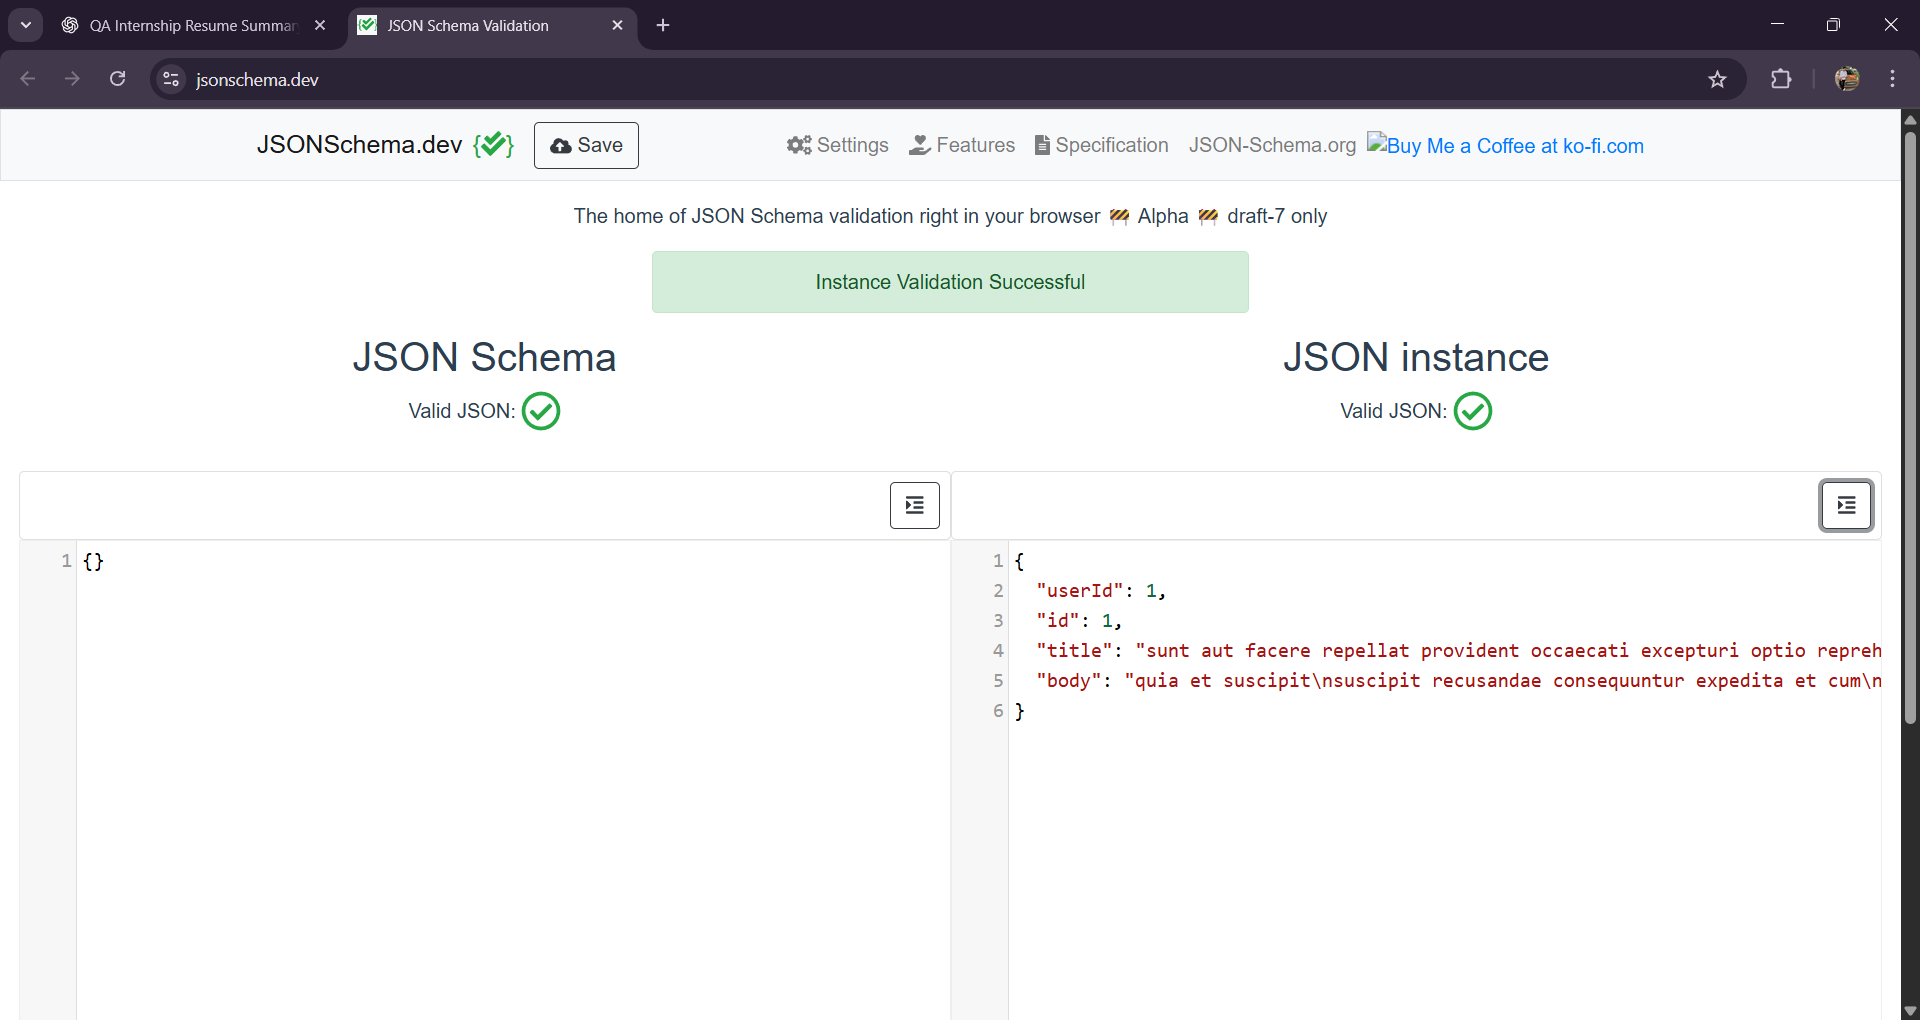 QA Internship Resume Summar
JSON Schema Validation
jsonschema.dev
JSONSchema.dev {✓}
Save
Settings
Features
Specification
JSON-Schema.org
Buy Me a Coffee at ko-fi.com
The home of JSON Schema validation right in your browser 🚧 Alpha 🚧 draft-7 only
Instance Validation Successful
JSON Schema
Valid JSON:
JSON instance
Valid JSON:
1 {}
1 {
2 "userId": 1,
3 "id": 1,
4 "title": "sunt aut facere repellat provident occaecati excepturi optio repreh
5 "body": "quia et suscipit\nsuscipit recusandae consequuntur expedita et cum\n
6 }